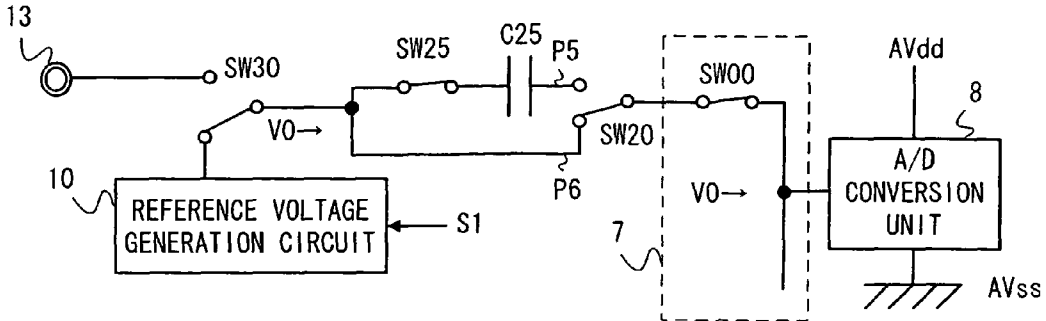 13
SW30
SW25
C25
P5
SW00
AVdd
8
V0→
SW20
P6
A/D
CONVERSION
UNIT
V0→
10
REFERENCE VOLTAGE
GENERATION CIRCUIT
S1
7
AVss